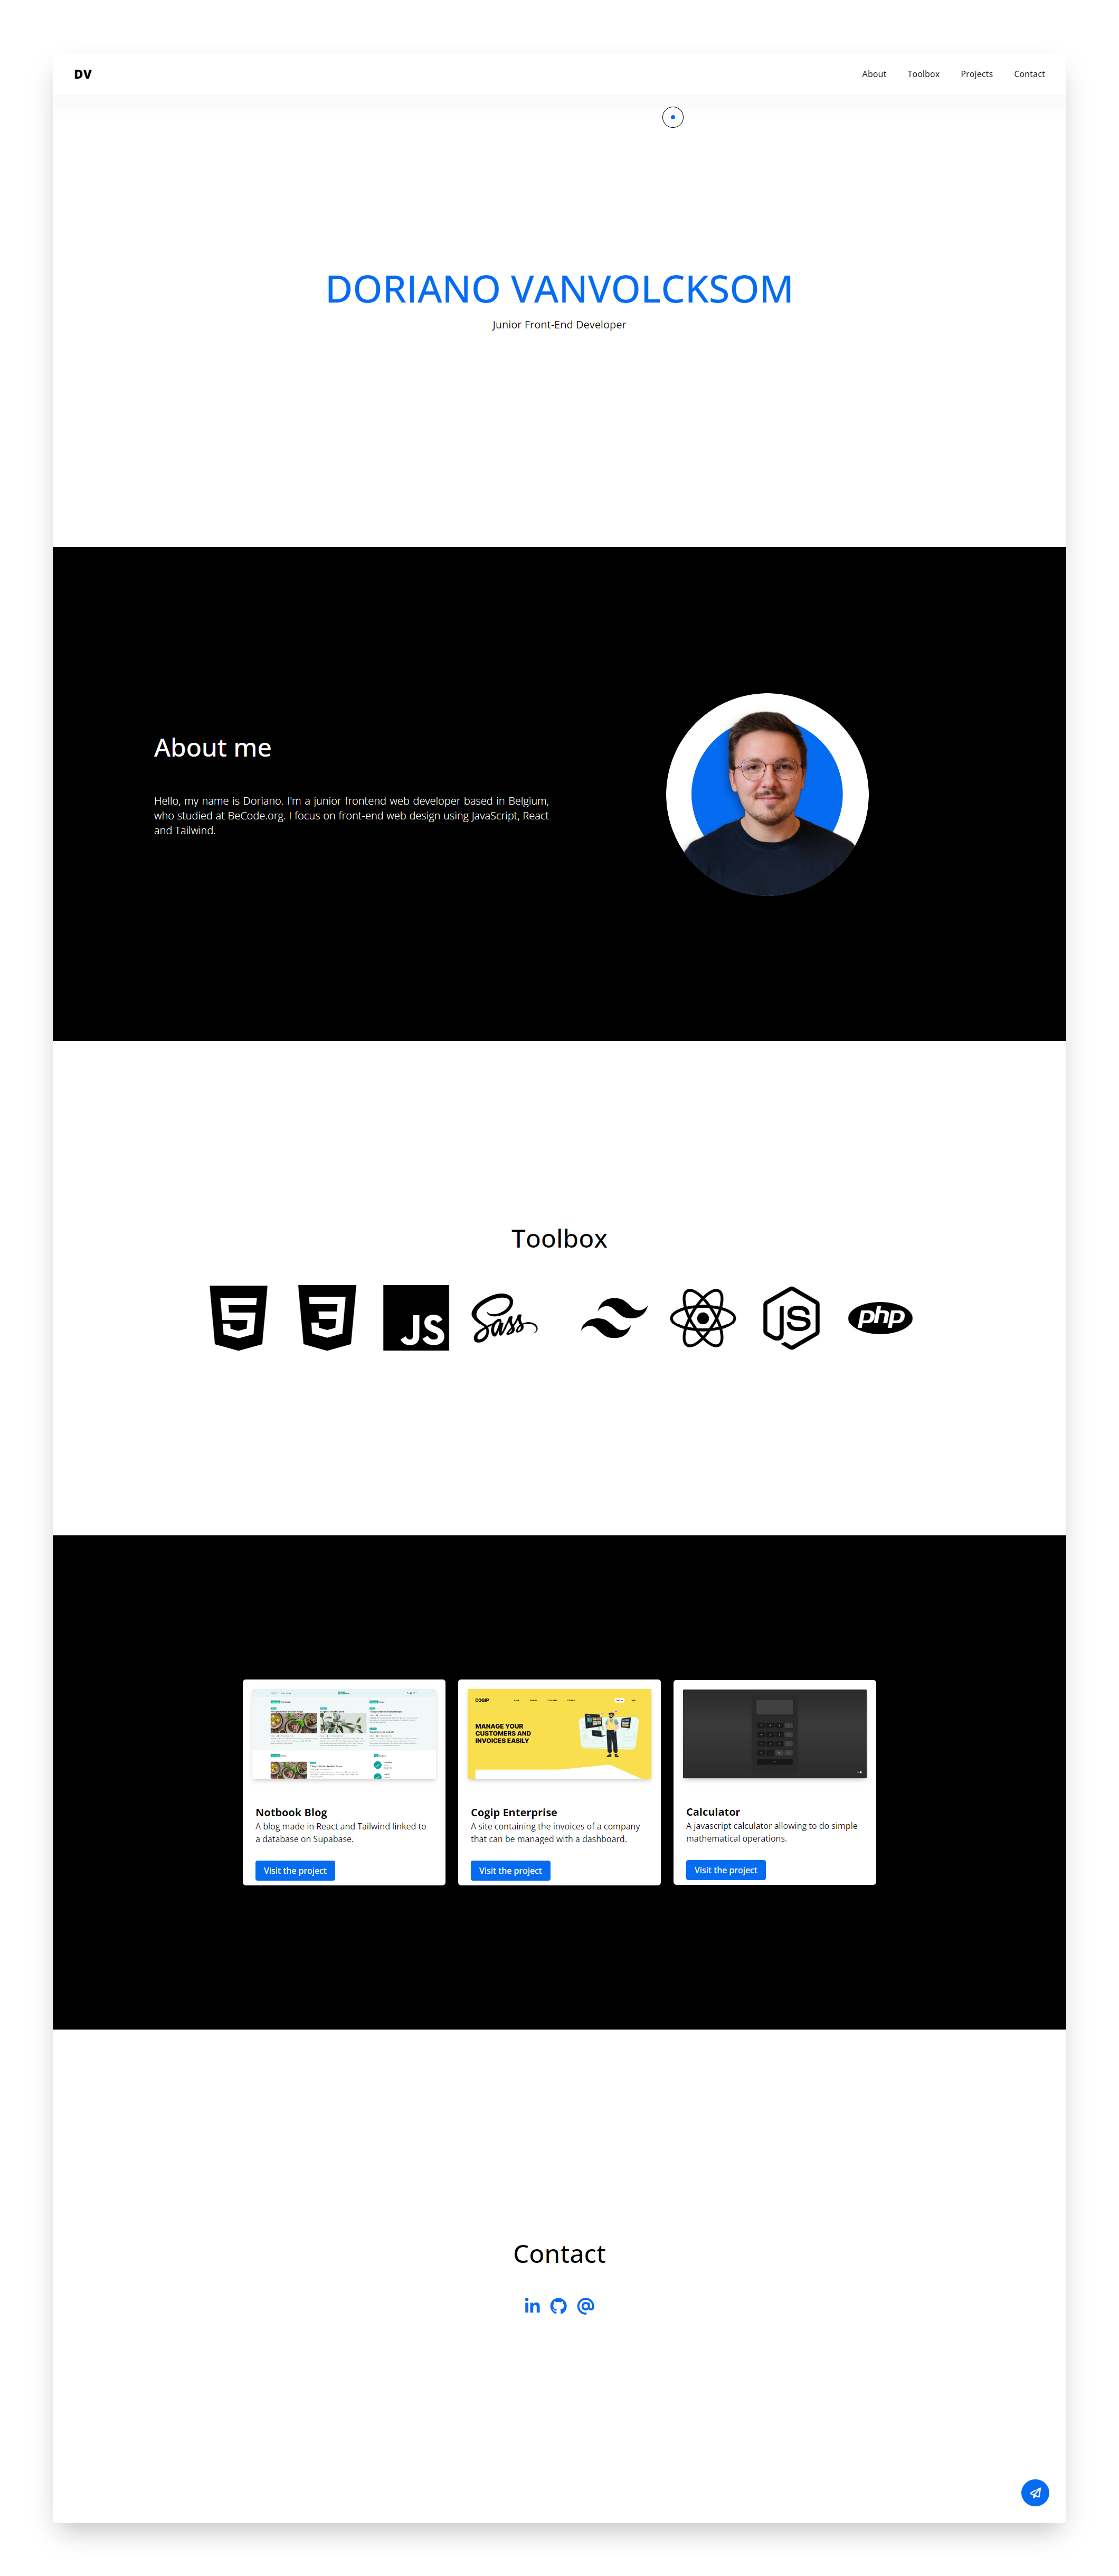 DV
About Toolbox Projects Contact
DORIANO VANVOLCKSOM
Junior Front-End Developer
About me
Hello, my name is Doriano. I'm a junior frontend web developer based in Belgium,
who studied at BeCode.org. I focus on front-end web design using JavaScript, React
and Tailwind.
Toolbox
5 3 JS Sass JS php
COGIP
MANAGE YOUR
CUSTOMERS AND
INVOICES EASILY
Notbook Blog
A blog made in React and Tailwind linked to
a database on Supabase.
Visit the project
Cogip Enterprise
A site containing the invoices of a company
that can be managed with a dashboard.
Visit the project
Calculator
A javascript calculator allowing to do simple
mathematical operations.
Visit the project
Contact
in @